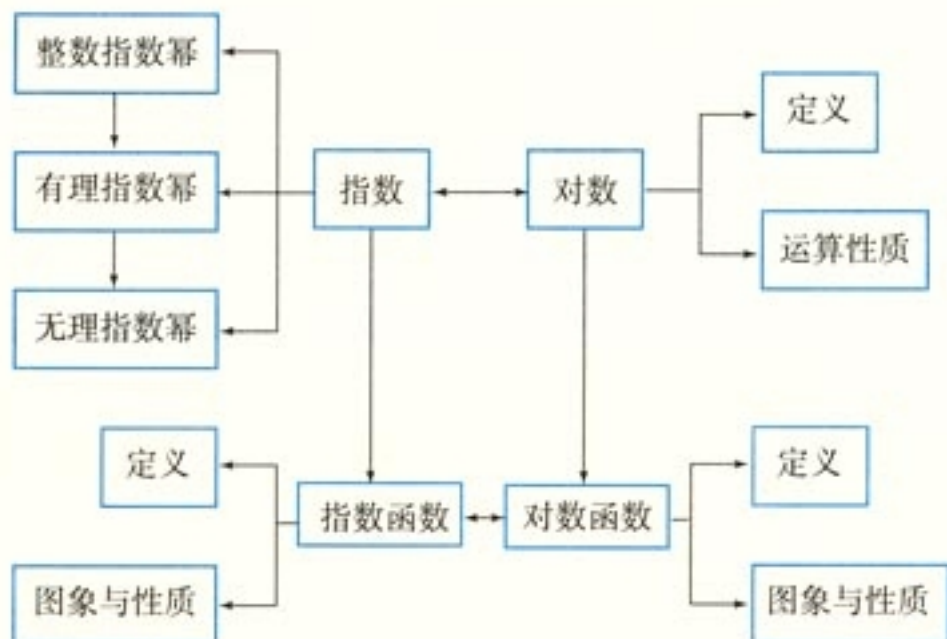 整数指数幂
定义
有理指数幂
指数
对数
运算性质
无理指数幂
定义
定义
指数函数
对数函数
图象与性质
图象与性质